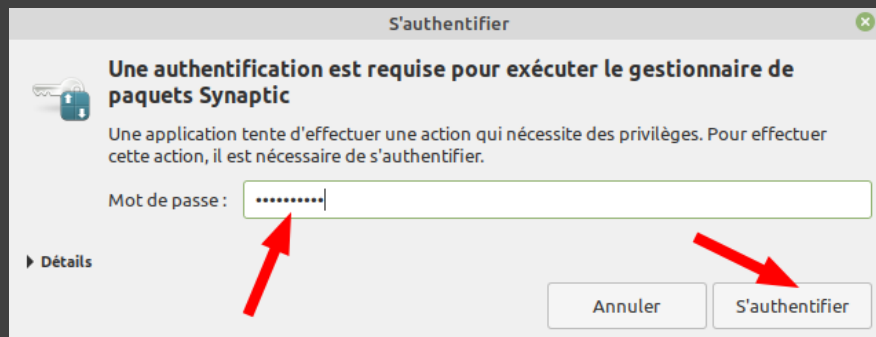 S'authentifier
Une authentification est requise pour exécuter le gestionnaire de
paquets Synaptic
Une application tente d'effectuer une action qui nécessite des privilèges. Pour effectuer
cette action, il est nécessaire de s'authentifier.
Mot de passe : ••••••••••
Détails
Annuler S'authentifier